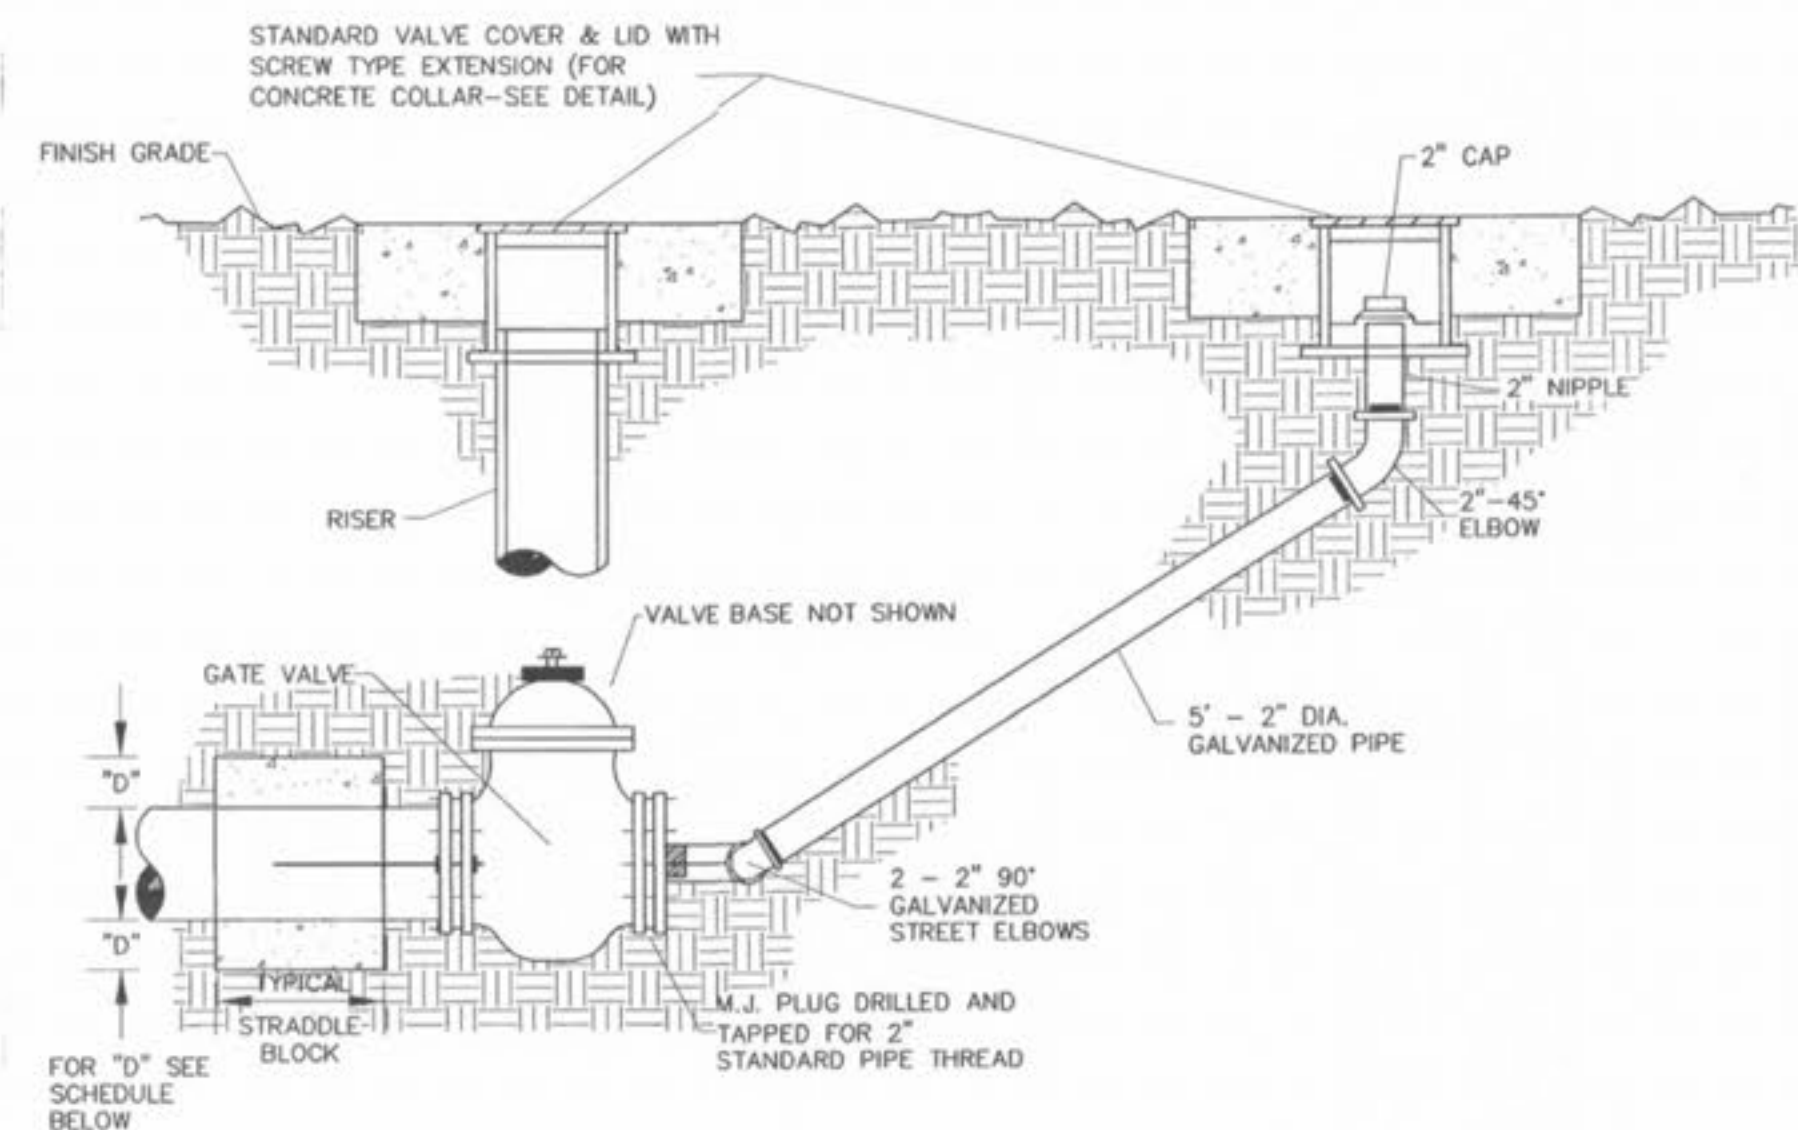 STANDARD VALVE COVER & LID WITH
SCREW TYPE EXTENSION (FOR
CONCRETE COLLAR-SEE DETAIL)
FINISH GRADE
2" CAP
2" NIPPLE
2"-45°
ELBOW
RISER
VALVE BASE NOT SHOWN
GATE VALVE
5' - 2" DIA.
GALVANIZED PIPE
"D"
2 - 2" 90°
GALVANIZED
STREET ELBOWS
"D"
TYPICAL
STRADDLE
BLOCK
M.J. PLUG DRILLED AND
TAPPED FOR 2"
STANDARD PIPE THREAD
FOR "D" SEE
SCHEDULE
BELOW